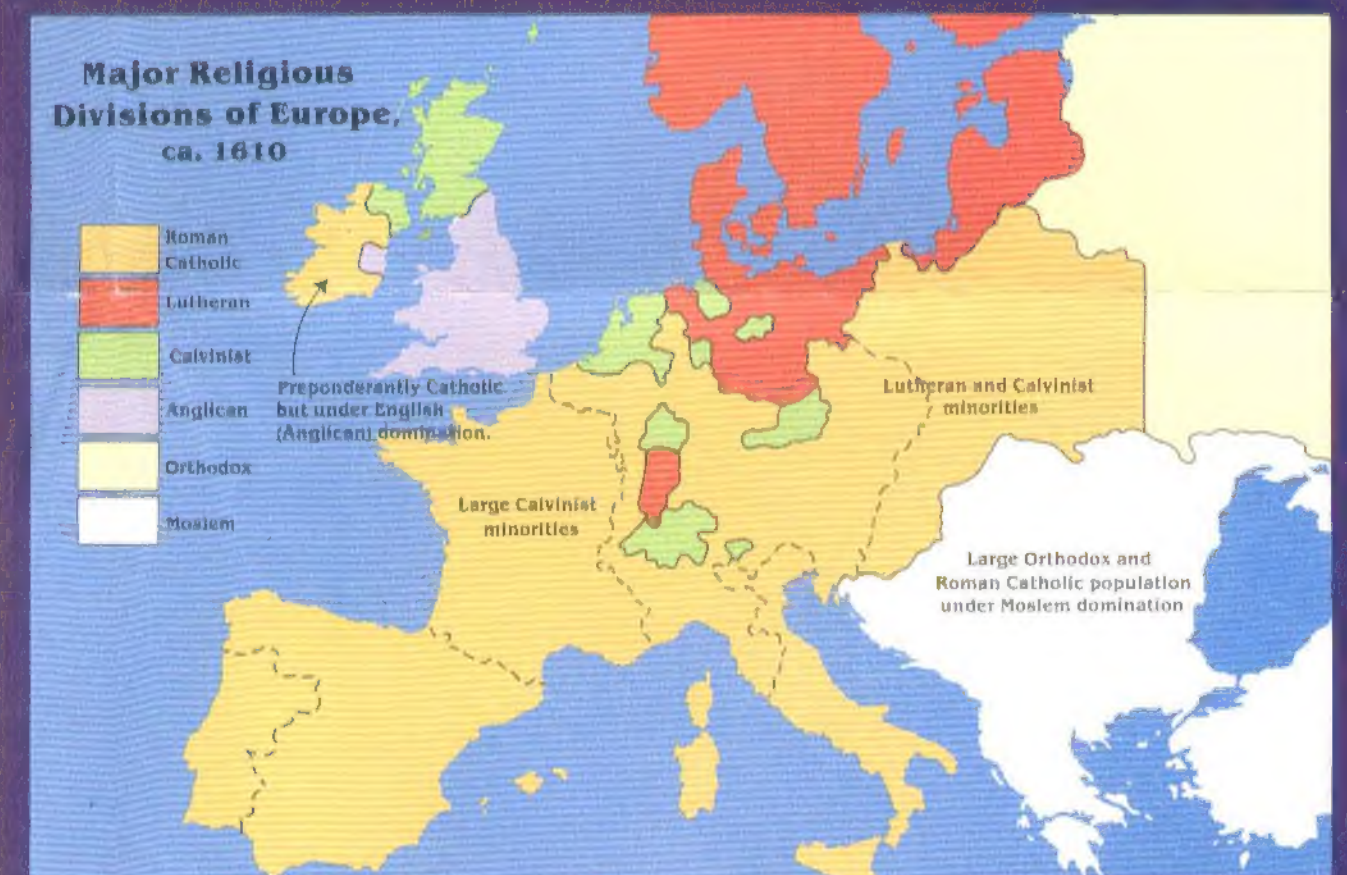 Major Religious
Divisions of Europe,
ca. 1610
Roman
Catholic
Lutheran
Calvinist
Anglican
Orthodox
Moslem
Preponderantly Catholic
but under English
(Anglican) domination.
Large Calvinist
minorities
Lutheran and Calvinist
minorities
Large Orthodox and
Roman Catholic population
under Moslem domination